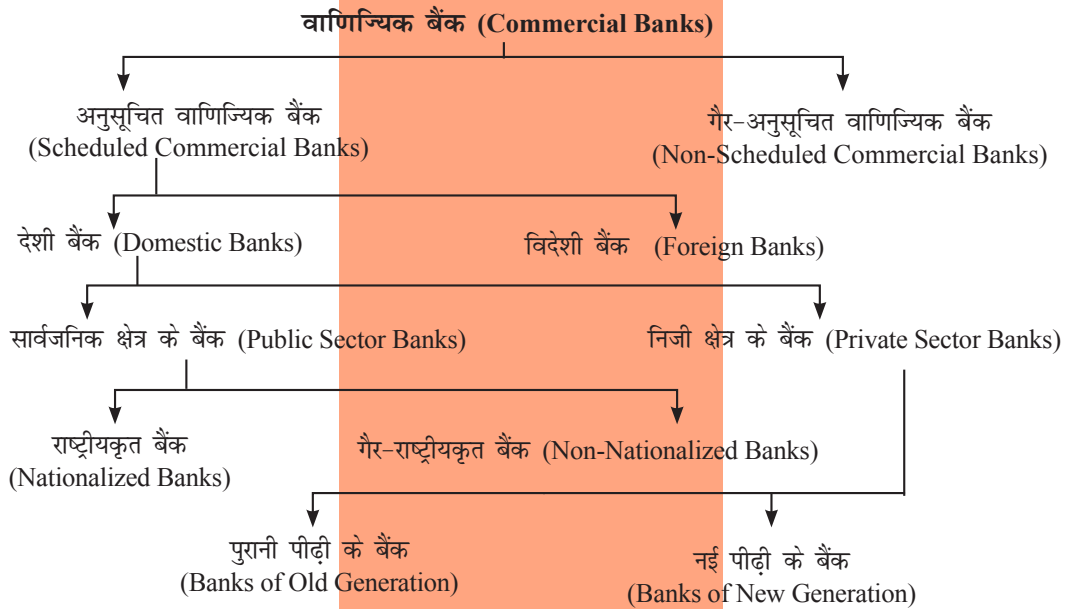 वाणिज्यिक बैंक (Commercial Banks)
अनुसूचित वाणिज्यिक बैंक
(Scheduled Commercial Banks)
गैर-अनुसूचित वाणिज्यिक बैंक
(Non-Scheduled Commercial Banks)
देशी बैंक (Domestic Banks)
विदेशी बैंक (Foreign Banks)
सार्वजनिक क्षेत्र के बैंक (Public Sector Banks)
निजी क्षेत्र के बैंक (Private Sector Banks)
राष्ट्रीयकृत बैंक
(Nationalized Banks)
गैर-राष्ट्रीयकृत बैंक (Non-Nationalized Banks)
पुरानी पीढ़ी के बैंक
(Banks of Old Generation)
नई पीढ़ी के बैंक
(Banks of New Generation)